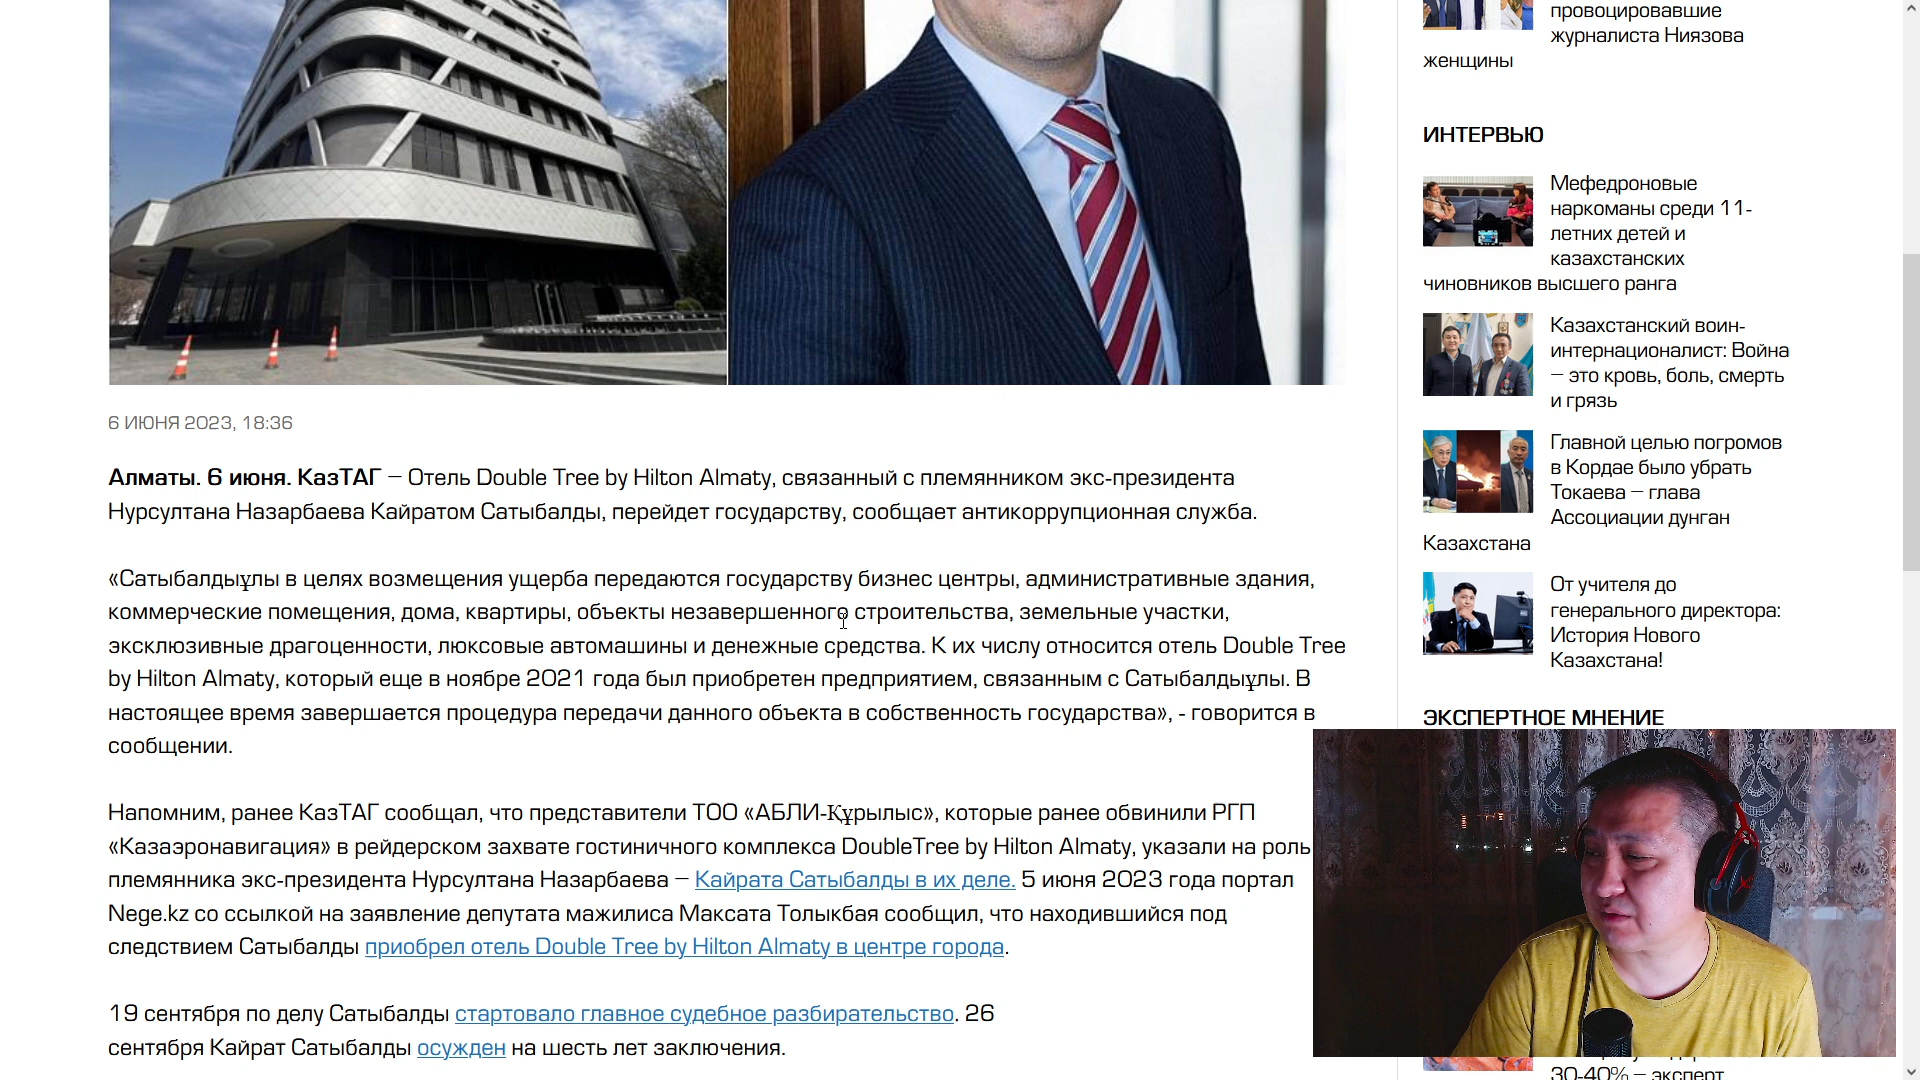 6 ИЮНЯ 2023, 18:36
Алматы. 6 июня. КазТАГ – Отель Double Tree by Hilton Almaty, связанный с племянником экс-президента
Нурсултана Назарбаева Кайратом Сатыбалды, перейдет государству, сообщает антикоррупционная служба.
«Сатыбалдыұлы в целях возмещения ущерба передаются государству бизнес центры, административные здания,
коммерческие помещения, дома, квартиры, объекты незавершенного строительства, земельные участки,
эксклюзивные драгоценности, люксовые автомашины и денежные средства. К их числу относится отель Double Tree
by Hilton Almaty, который еще в ноябре 2021 года был приобретен предприятием, связанным с Сатыбалдыұлы. В
настоящее время завершается процедура передачи данного объекта в собственность государства», - говорится в
сообщении.
Напомним, ранее КазТАГ сообщал, что представители ТОО «АБЛИ-Құрылыс», которые ранее обвинили РГП
«Казаэронавигация» в рейдерском захвате гостиничного комплекса DoubleTree by Hilton Almaty, указали на роль
племянника экс-президента Нурсултана Назарбаева – Кайрата Сатыбалды в их деле. 5 июня 2023 года портал
Nege.kz со ссылкой на заявление депутата мажилиса Максата Толыкбая сообщил, что находившийся под
следствием Сатыбалды приобрел отель Double Tree by Hilton Almaty в центре города.
19 сентября по делу Сатыбалды стартовало главное судебное разбирательство. 26
сентября Кайрат Сатыбалды осужден на шесть лет заключения.
провоцировавшие
журналиста Ниязова
женщины
ИНТЕРВЬЮ
Мефедроновые
наркоманы среди 11-
летних детей и
казахстанских
чиновников высшего ранга
Казахстанский воин-
интернационалист: Война
– это кровь, боль, смерть
и грязь
Главной целью погромов
в Кордае было убрать
Токаева – глава
Ассоциации дунган
Казахстана
От учителя до
генерального директора:
История Нового
Казахстана!
ЭКСПЕРТНОЕ МНЕНИЕ
30-40% – эксперт